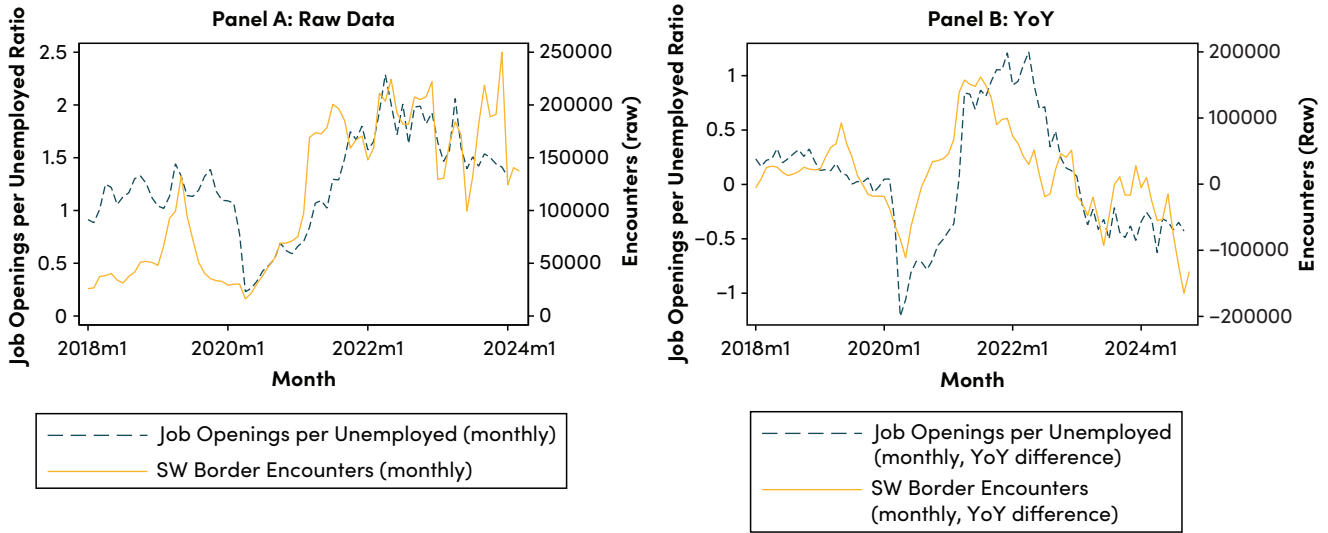 Panel A: Raw Data
Job Openings per Unemployed Ratio
2.5
2
1.5
1
0.5
0
250000
200000
150000
100000
50000
0
Encounters (raw)
2018m1 2020m1 2022m1 2024m1
Month
Job Openings per Unemployed (monthly)
SW Border Encounters (monthly)
Panel B: YoY
Job Openings per Unemployed Ratio
1
0.5
0
−0.5
−1
200000
100000
0
−100000
−200000
Encounters (Raw)
2018m1 2020m1 2022m1 2024m1
Month
Job Openings per Unemployed
(monthly, YoY difference)
SW Border Encounters
(monthly, YoY difference)